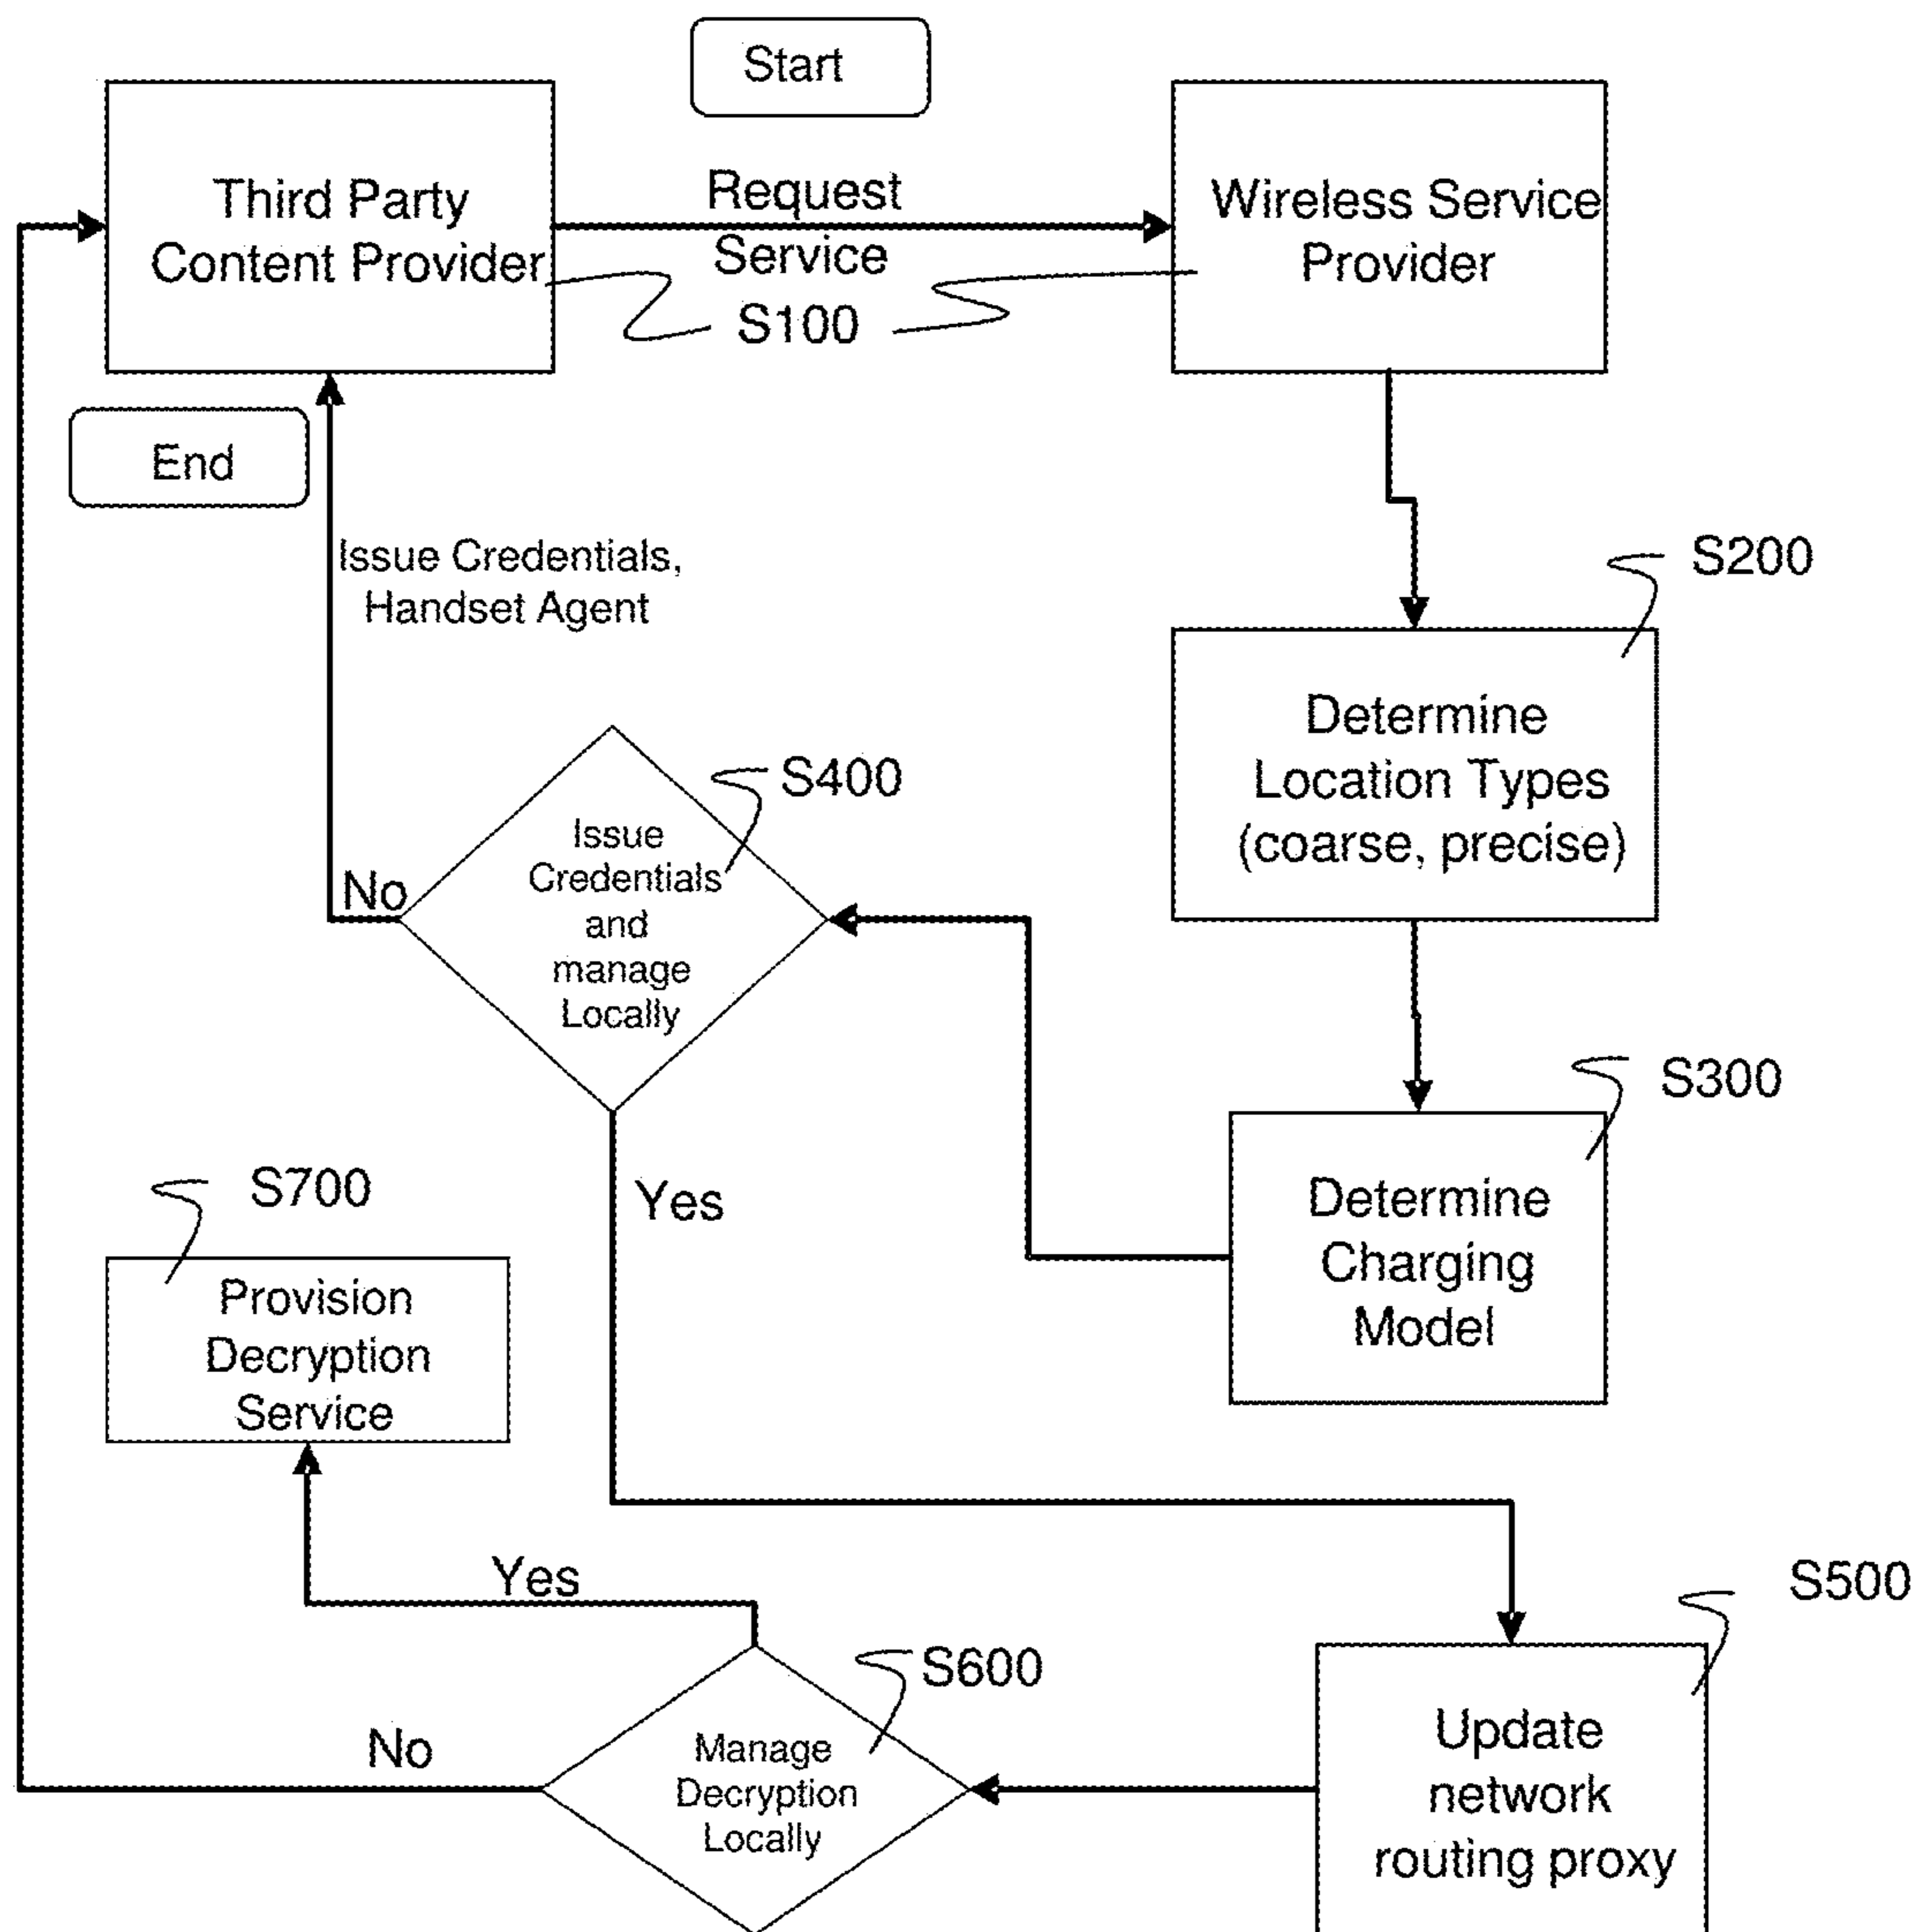 Start
Third Party
Content Provider
Request
Service
S100
Wireless Service
Provider
End
Issue Credentials,
Handset Agent
S200
Determine
Location Types
(coarse, precise)
S400
Issue
Credentials
and
manage
Locally
No
Yes
S300
Determine
Charging
Model
S700
Provision
Decryption
Service
Yes
S500
S600
No
Manage
Decryption
Locally
Update
network
routing proxy